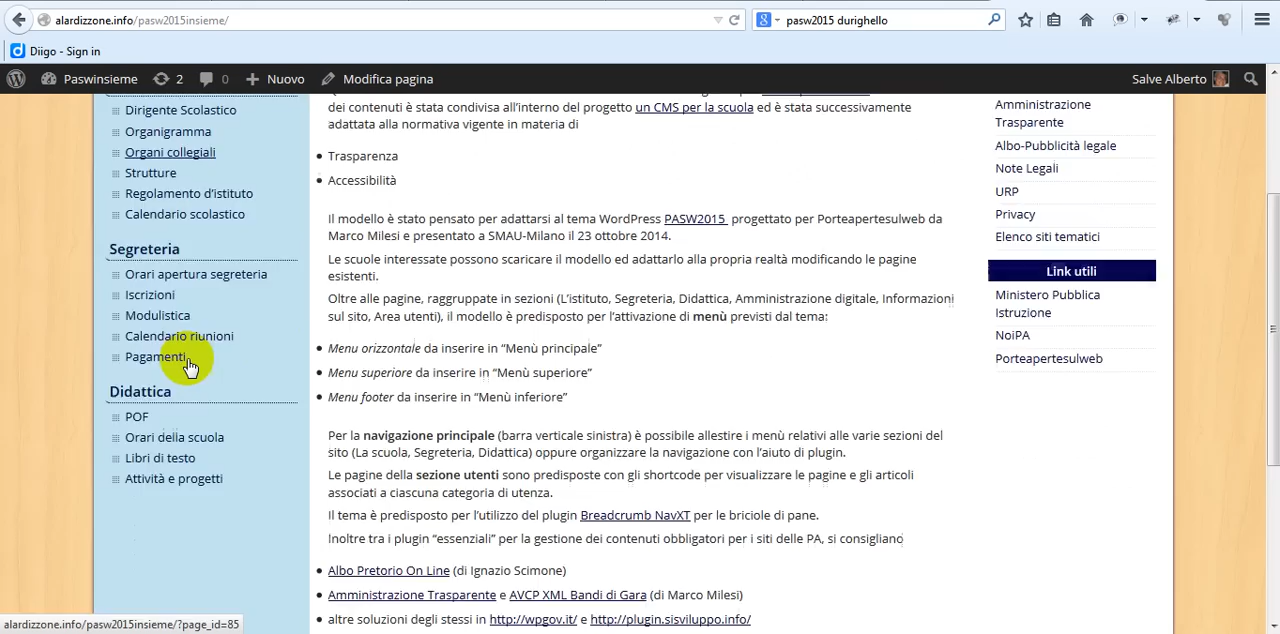 alardizzone.info/pasw2015insieme/
pasw2015 durighello
Diigo - Sign in
Paswinsieme
2
0
Nuovo
Modifica pagina
Salve Alberto
Dirigente Scolastico
Organigramma
Organi collegiali
Strutture
Regolamento d'istituto
Calendario scolastico
Segreteria
Orari apertura segreteria
Iscrizioni
Modulistica
Calendario riunioni
Pagamenti
Didattica
POF
Orari della scuola
Libri di testo
Attività e progetti
dei contenuti è stata condivisa all'interno del progetto un CMS per la scuola ed è stata successivamente
adattata alla normativa vigente in materia di
Trasparenza
Accessibilità
Il modello è stato pensato per adattarsi al tema WordPress PASW2015 progettato per Porteapertesulweb da
Marco Milesi e presentato a SMAU-Milano il 23 ottobre 2014.
Le scuole interessate possono scaricare il modello ed adattarlo alla propria realtà modificando le pagine
esistenti.
Oltre alle pagine, raggruppate in sezioni (L'istituto, Segreteria, Didattica, Amministrazione digitale, Informazioni
sul sito, Area utenti), il modello è predisposto per l'attivazione di menù previsti dal tema:
Menu orizzontale da inserire in "Menù principale"
Menu superiore da inserire in "Menù superiore"
Menu footer da inserire in "Menù inferiore"
Per la navigazione principale (barra verticale sinistra) è possibile allestire i menù relativi alle varie sezioni del
sito (La scuola, Segreteria, Didattica) oppure organizzare la navigazione con l'aiuto di plugin.
Le pagine della sezione utenti sono predisposte con gli shortcode per visualizzare le pagine e gli articoli
associati a ciascuna categoria di utenza.
Il tema è predisposto per l'utilizzo del plugin Breadcrumb NavXT per le briciole di pane.
Inoltre tra i plugin "essenziali" per la gestione dei contenuti obbligatori per i siti delle PA, si consigliano
Albo Pretorio On Line (di Ignazio Scimone)
Amministrazione Trasparente e AVCP XML Bandi di Gara (di Marco Milesi)
altre soluzioni degli stessi in http://wpgov.it/ e http://plugin.sisviluppo.info/
Amministrazione
Trasparente
Albo-Pubblicità legale
Note Legali
URP
Privacy
Elenco siti tematici
Link utili
Ministero Pubblica
Istruzione
NoiPA
Porteapertesulweb
alardizzone.info/pasw2015insieme/?page_id=85